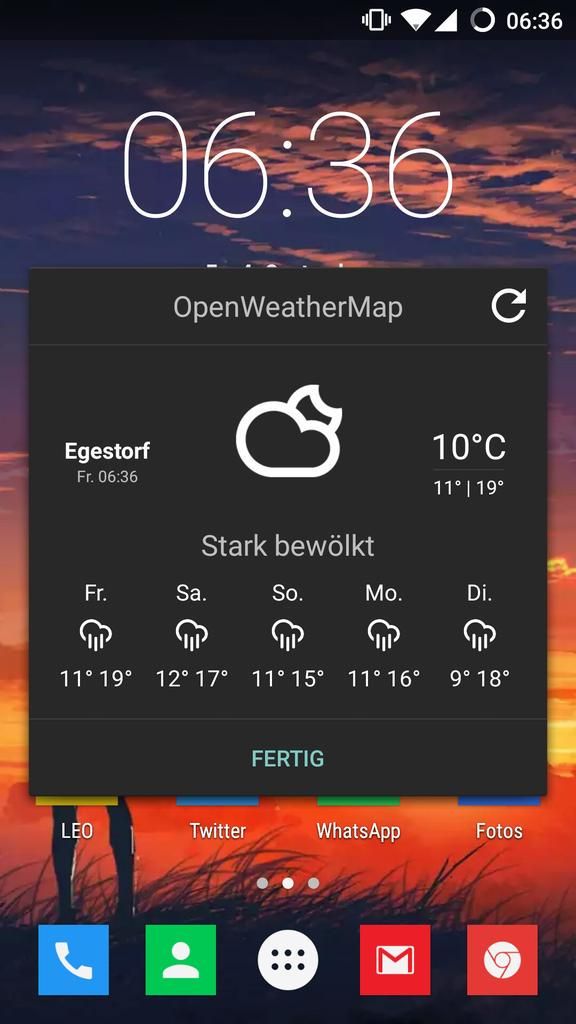 06:36
06:36
OpenWeatherMap
Egestorf
Fr. 06:36
10°C
11° | 19°
Stark bewölkt
Fr. Sa. So. Mo. Di.
11° 19° 12° 17° 11° 15° 11° 16° 9° 18°
FERTIG
LEO Twitter WhatsApp Fotos